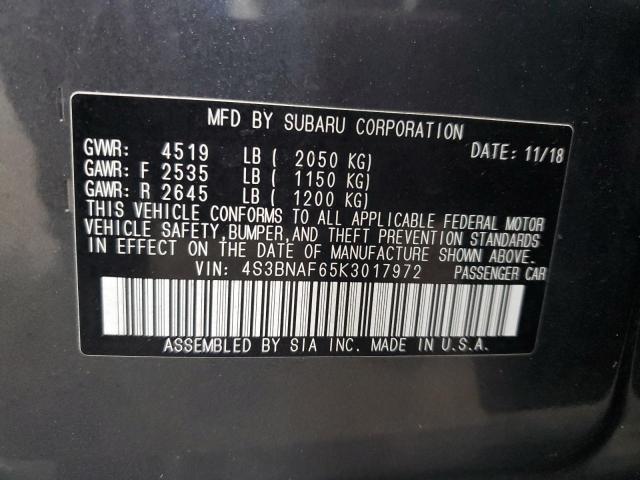 MFD BY SUBARU CORPORATION
GVWR: 4519 LB ( 2050 KG) DATE: 11/18
GAWR: F 2535 LB ( 1150 KG)
GAWR: R 2645 LB ( 1200 KG)
THIS VEHICLE CONFORMS TO ALL APPLICABLE FEDERAL MOTOR
VEHICLE SAFETY,BUMPER,AND THEFT PREVENTION STANDARDS
IN EFFECT ON THE DATE OF MANUFACTURE SHOWN ABOVE.
VIN: 4S3BNAF65K3017972 PASSENGER CAR
ASSEMBLED BY SIA INC. MADE IN U.S.A.